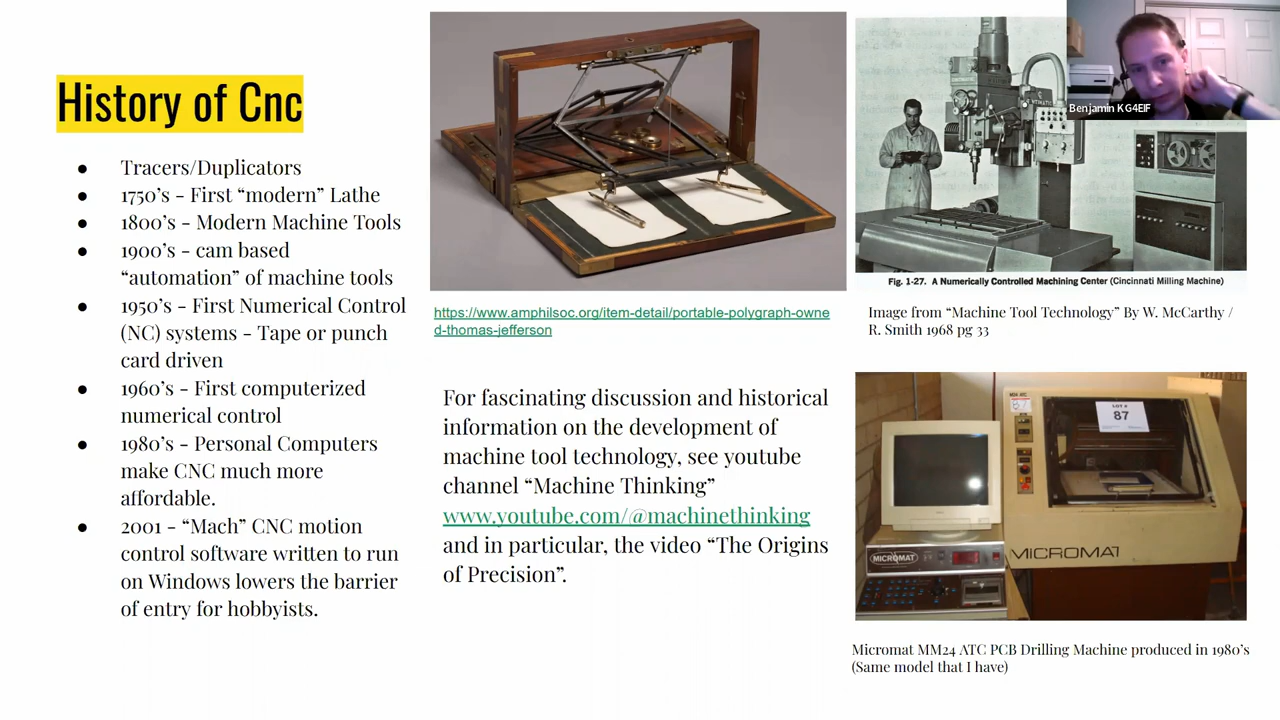 History of Cnc
● Tracers/Duplicators
● 1750’s - First “modern” Lathe
● 1800’s - Modern Machine Tools
● 1900’s - cam based
“automation” of machine tools
● 1950’s - First Numerical Control
(NC) systems - Tape or punch
card driven
● 1960’s - First computerized
numerical control
● 1980’s - Personal Computers
make CNC much more
affordable.
● 2001 - “Mach” CNC motion
control software written to run
on Windows lowers the barrier
of entry for hobbyists.
https://www.amphilsoc.org/item-detail/portable-polygraph-owne
d-thomas-jefferson
For fascinating discussion and historical
information on the development of
machine tool technology, see youtube
channel “Machine Thinking”
www.youtube.com/@machinethinking
and in particular, the video “The Origins
of Precision”.
Benjamin KG4EIF
Fig. 1-27. A Numerically Controlled Machining Center (Cincinnati Milling Machine)
Image from “Machine Tool Technology” By W. McCarthy /
R. Smith 1968 pg 33
LOT #
87
MICROMAT
MICROMAT
Micromat MM24 ATC PCB Drilling Machine produced in 1980’s
(Same model that I have)